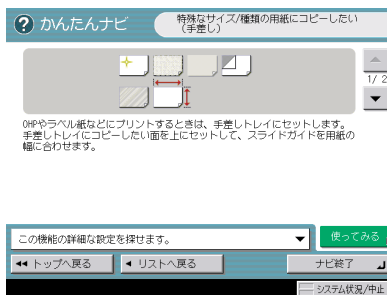 ? かんたんナビ
特殊なサイズ/種類の用紙にコピーしたい
(手差し)
1/ 2
OHPやラベル紙などにプリントするときは、手差しトレイにセットします。
手差しトレイにコピーしたい面を上にセットして、スライドガイドを用紙の
幅に合わせます。
この機能の詳細な設定を探せます。
使ってみる
トップへ戻る
リストへ戻る
ナビ終了
システム状況/中止